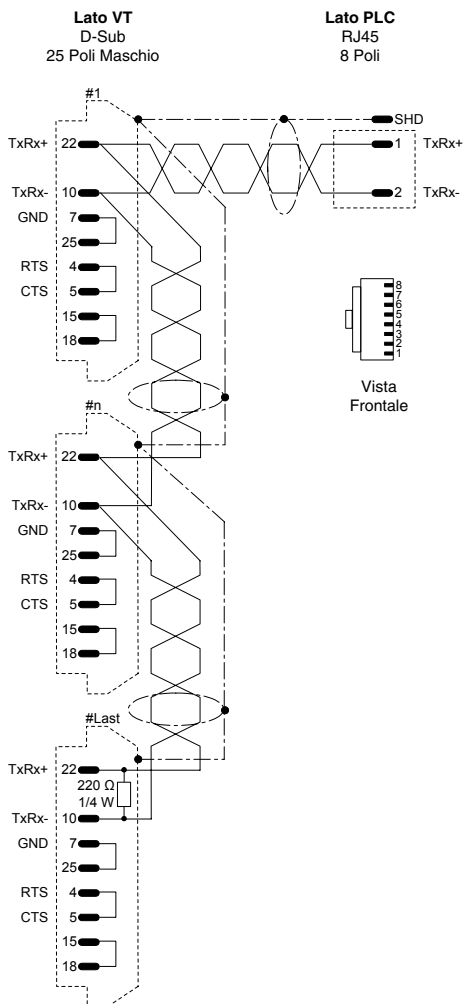 Lato VT
D-Sub
25 Poli Maschio
Lato PLC
RJ45
8 Poli
#1
SHD
TxRx+ 22
1 TxRx+
TxRx- 10
2 TxRx-
GND 7
25
RTS 4
CTS 5
15
18
8
7
6
5
4
3
2
1
Vista
Frontale
#n
TxRx+ 22
TxRx- 10
GND 7
25
RTS 4
CTS 5
15
18
#Last
TxRx+ 22
220 Ω
1/4 W
TxRx- 10
GND 7
25
RTS 4
CTS 5
15
18